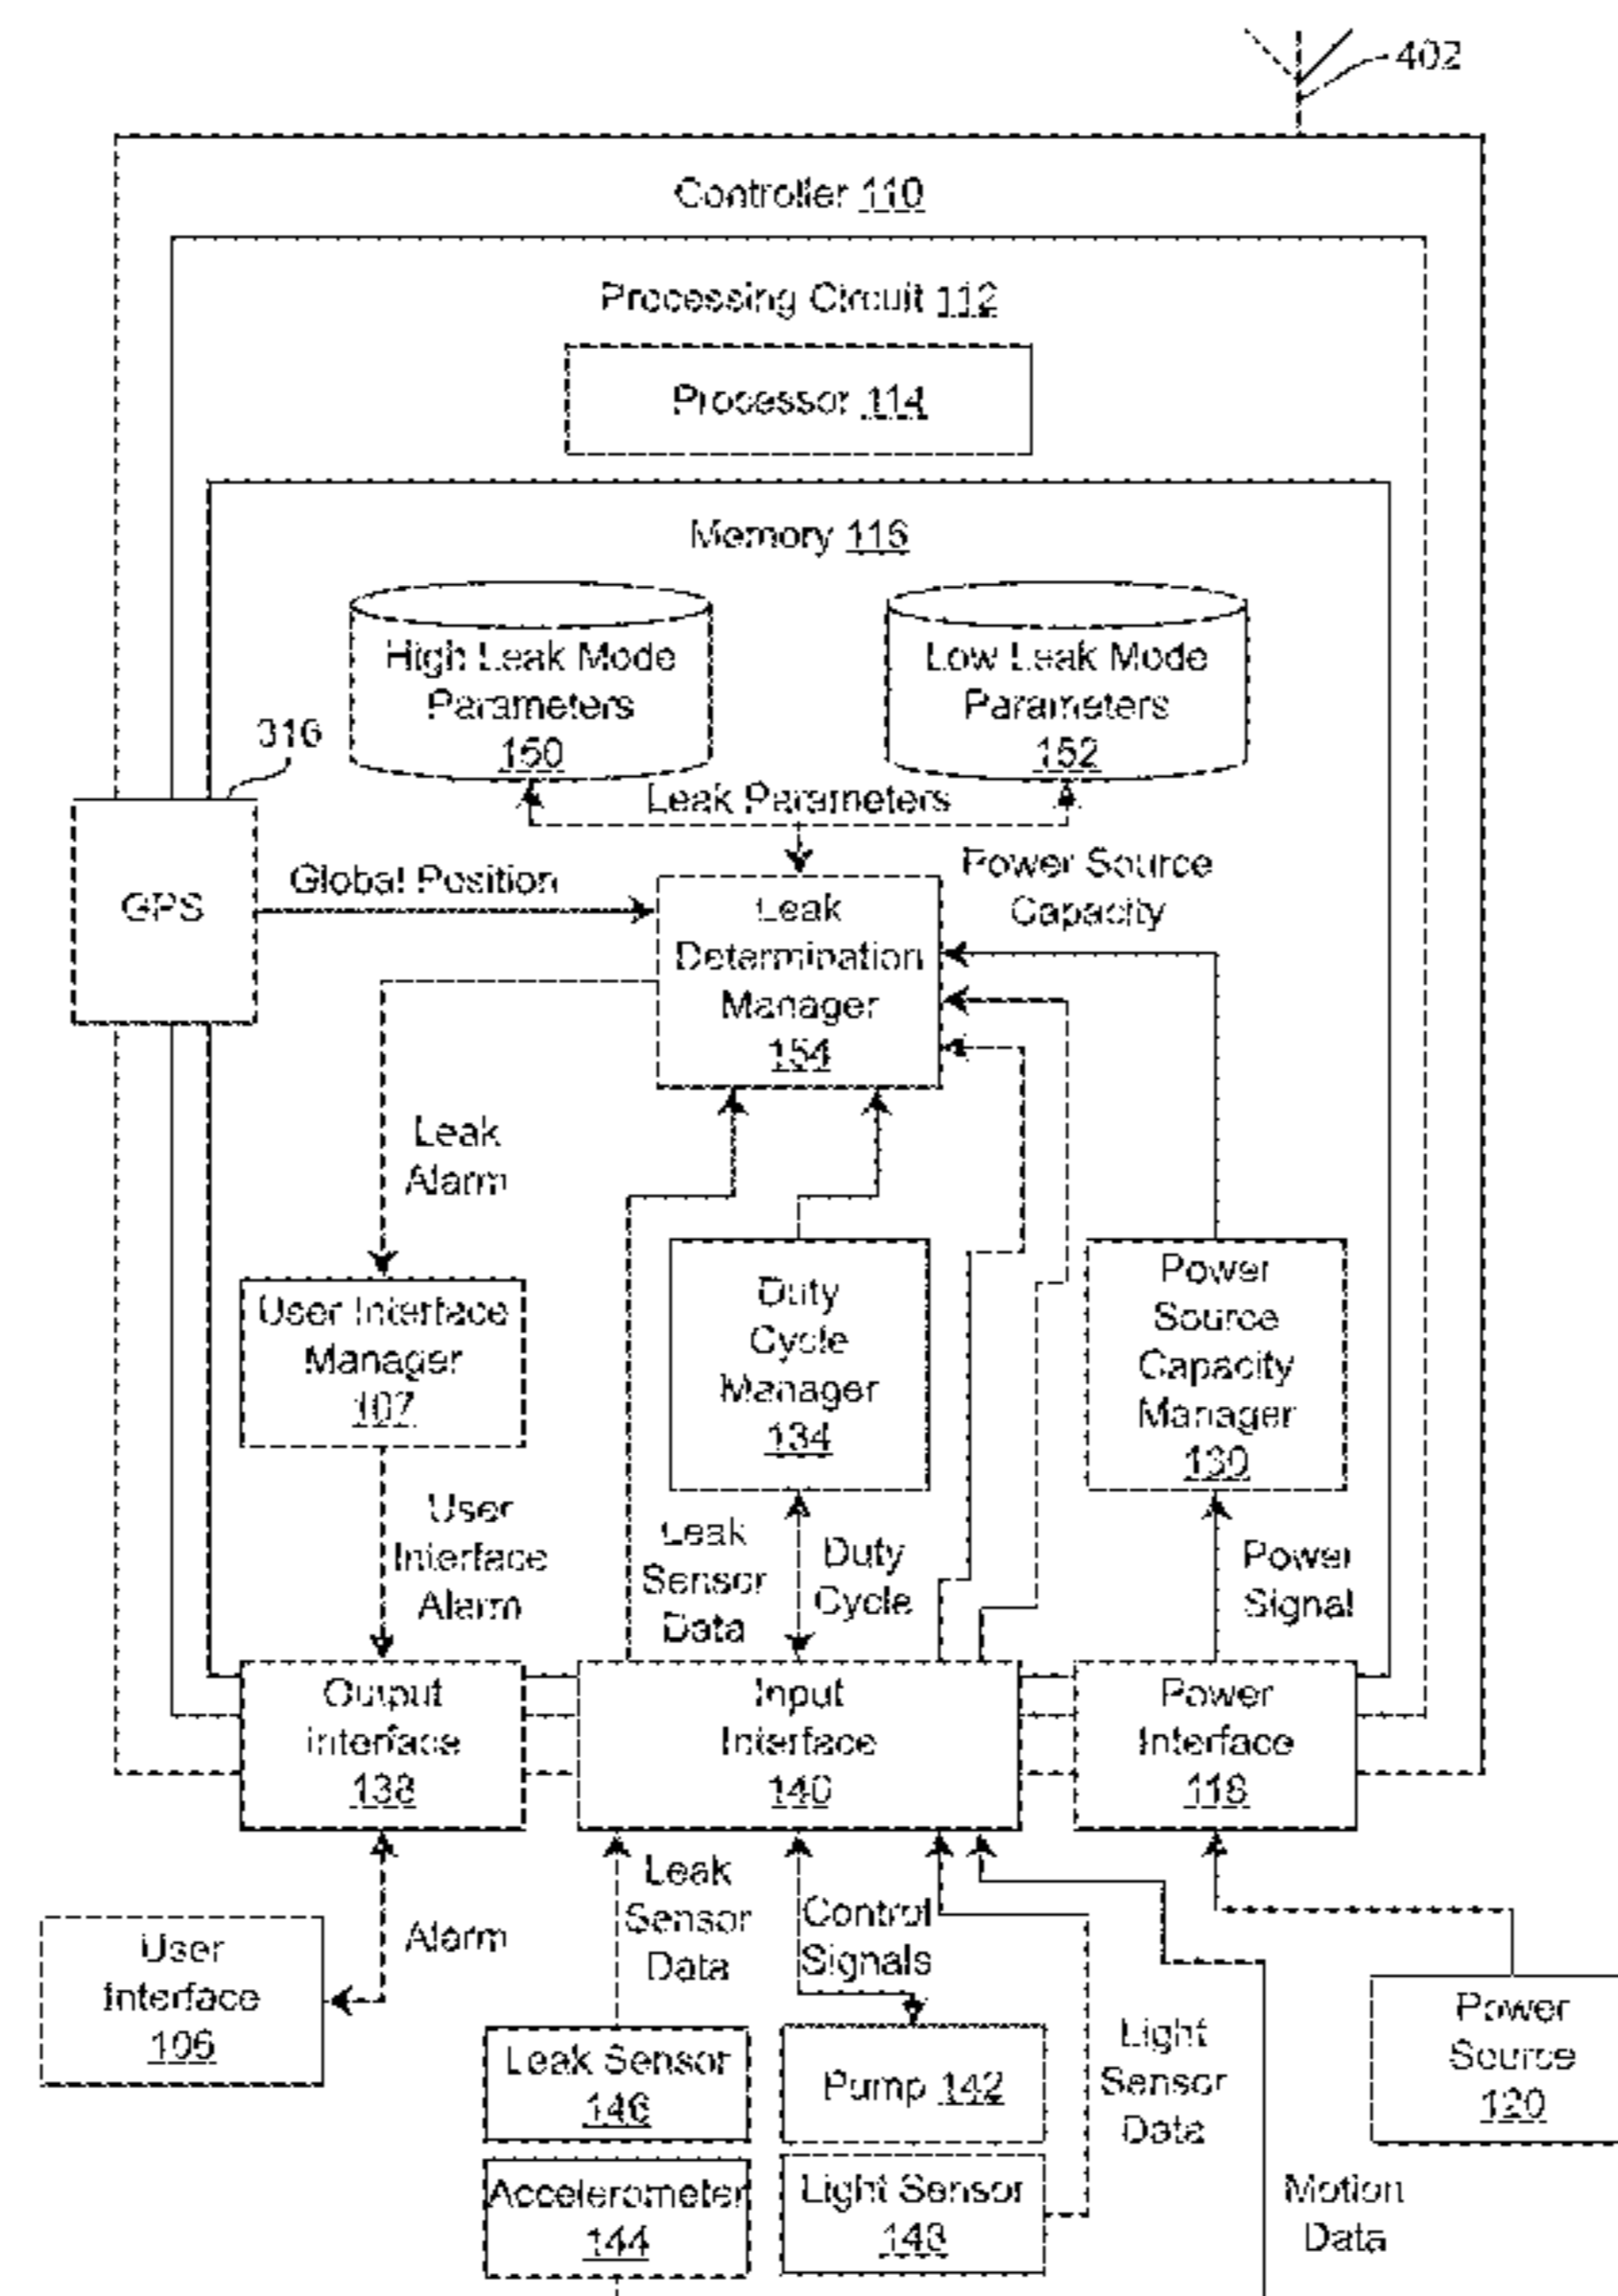 402
Controller 110
Processing Circuit 112
Processor 114
Memory 116
High Leak Mode
Parameters
150
Low Leak Mode
Parameters
152
316
Leak Parameters
GPS
Global Position
Leak
Determination
Manager
154
Power Source
Capacity
Leak
Alarm
User Interface
Manager
107
Duty
Cycle
Manager
134
Power
Source
Capacity
Manager
130
User
Interface
Alarm
Leak
Sensor
Data
Duty
Cycle
Power
Signal
Output
interface
138
Input
Interface
140
Power
Interface
118
User
Interface
106
Alarm
Leak
Sensor
Data
Control
Signals
Light
Sensor
Data
Power
Source
120
Leak Sensor
146
Pump 142
Accelerometer
144
Light Sensor
148
Motion
Data